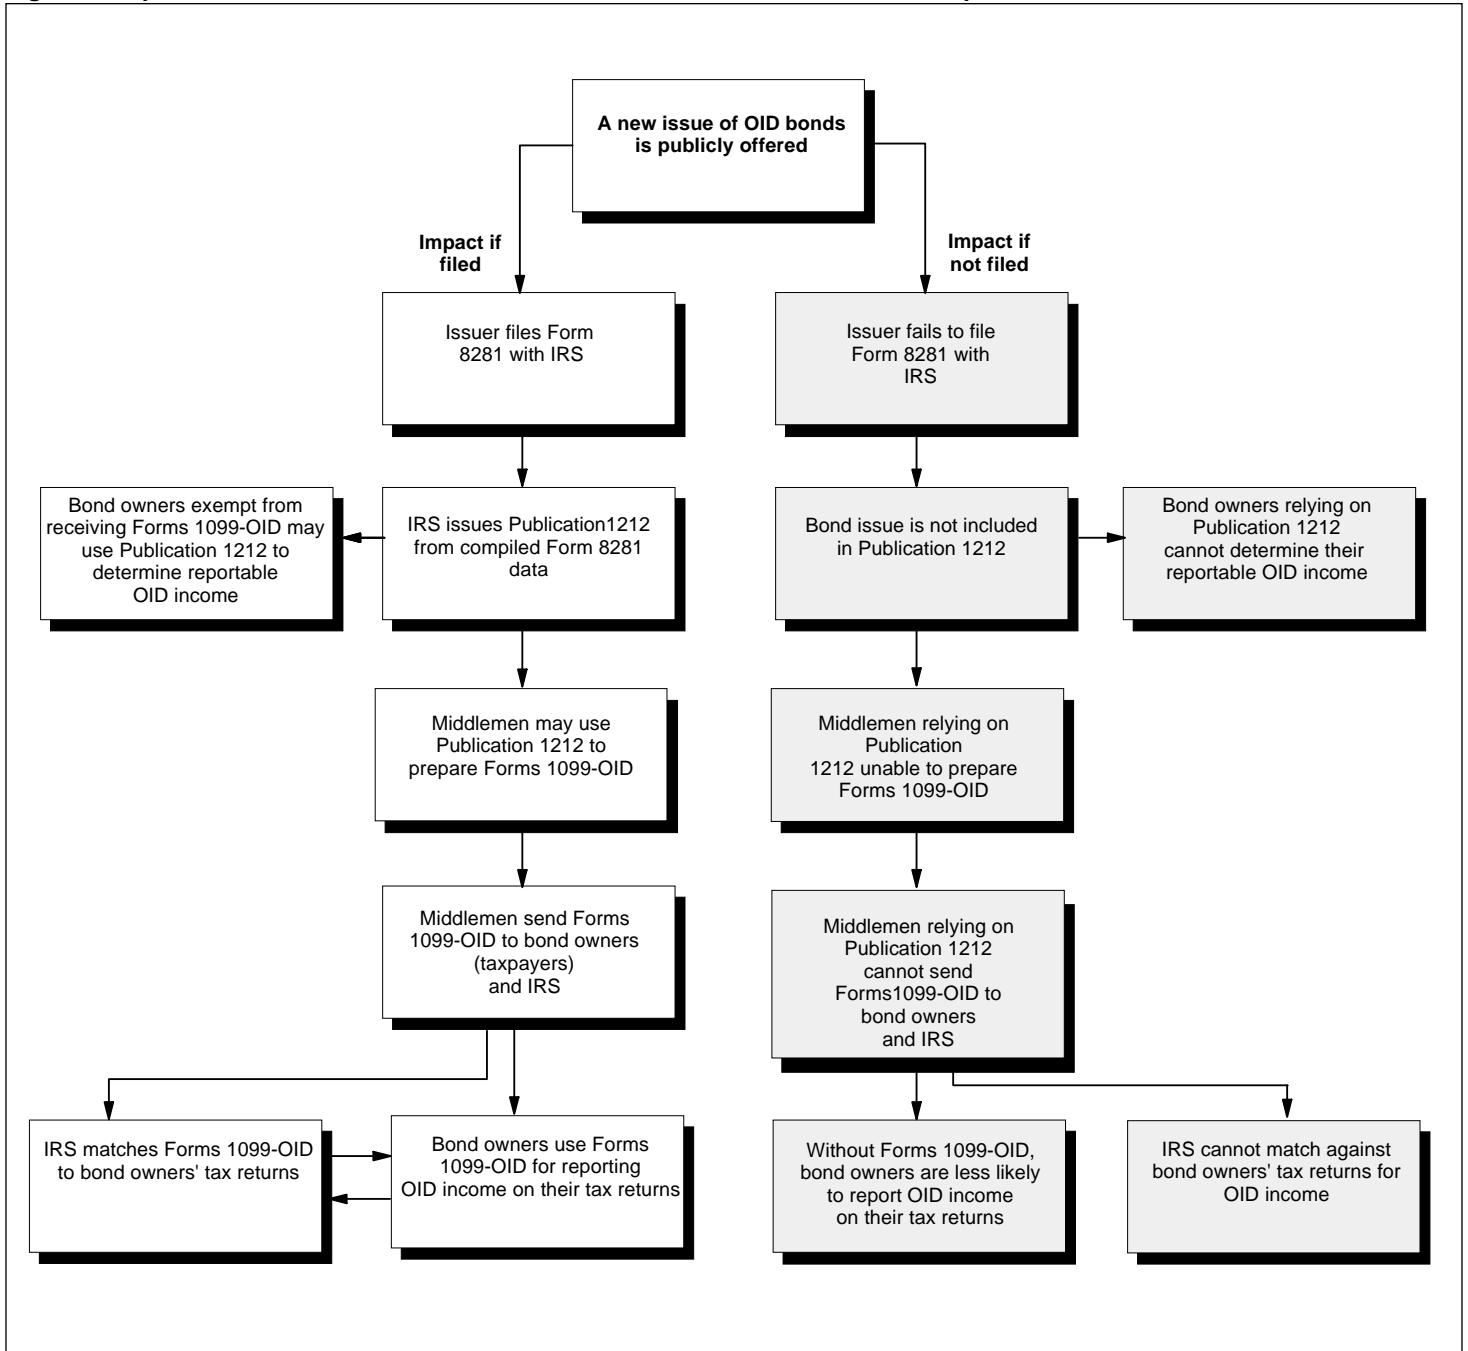 A new issue of OID bonds
is publicly offered
Impact if
filed
Impact if
not filed
Issuer files Form
8281 with IRS
Issuer fails to file
Form 8281 with
IRS
Bond owners exempt from
receiving Forms 1099-OID may
use Publication 1212 to
determine reportable
OID income
IRS issues Publication1212
from compiled Form 8281
data
Bond issue is not included
in Publication 1212
Bond owners relying on
Publication 1212
cannot determine their
reportable OID income
Middlemen may use
Publication 1212 to
prepare Forms 1099-OID
Middlemen relying on
Publication
1212 unable to prepare
Forms 1099-OID
Middlemen send Forms
1099-OID to bond owners
(taxpayers)
and IRS
Middlemen relying on
Publication 1212
cannot send
Forms1099-OID to
bond owners
and IRS
IRS matches Forms 1099-OID
to bond owners' tax returns
Bond owners use Forms
1099-OID for reporting
OID income on their tax returns
Without Forms 1099-OID,
bond owners are less likely
to report OID income
on their tax returns
IRS cannot match against
bond owners' tax returns for
OID income